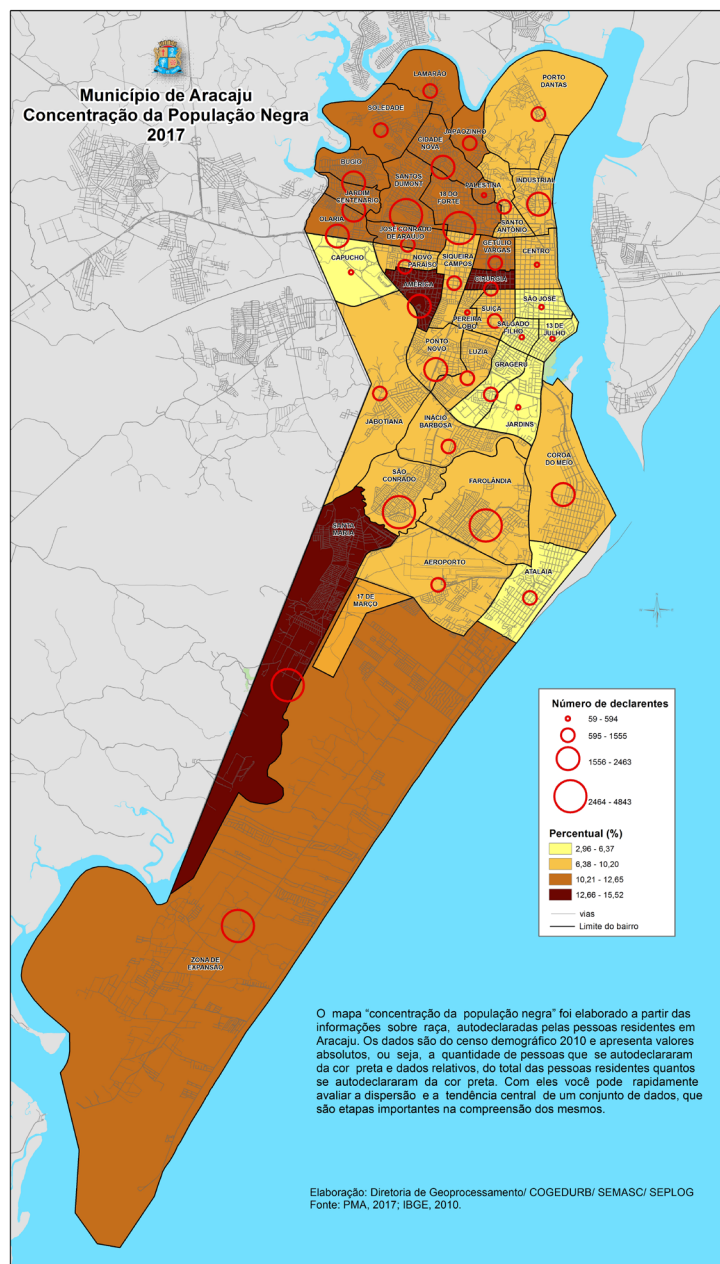 Município de Aracaju
Concentração da População Negra
2017
LAMARÃO
PORTO
DANTAS
SOLEDADE
JAPÃOZINHO
CIDADE
NOVA
BUGIO
SANTOS
DUMONT
PALESTINA
INDUSTRIAL
JARDIM
CENTENÁRIO
18 DO
FORTE
OLARIA
SANTO
ANTÔNIO
JOSÉ CONRADO
DE ARAÚJO
GETÚLIO
VARGAS
CENTRO
CAPUCHO
NOVO
PARAÍSO
SIQUEIRA
CAMPOS
CIRURGIA
AMÉRICA
SÃO JOSÉ
SUIÇA
PEREIRA
LOBO
SALGADO
FILHO
13 DE
JULHO
PONTO
NOVO
LUZIA
GRAGERU
JABOTIANA
INÁCIO
BARBOSA
JARDINS
COROA
DO MEIO
SÃO
CONRADO
FAROLÂNDIA
SANTA
MARIA
AEROPORTO
ATALAIA
17 DE
MARÇO
ZONA DE
EXPANSÃO
Número de declarentes
59 - 594
595 - 1555
1556 - 2463
2464 - 4843
Percentual (%)
2,96 - 6,37
6,38 - 10,20
10,21 - 12,65
12,66 - 15,52
vias
Limite do bairro
O mapa “concentração da população negra” foi elaborado a partir das
informações sobre raça, autodeclaradas pelas pessoas residentes em
Aracaju. Os dados são do censo demográfico 2010 e apresenta valores
absolutos, ou seja, a quantidade de pessoas que se autodeclararam
da cor preta e dados relativos, do total das pessoas residentes quantos
se autodeclararam da cor preta. Com eles você pode rapidamente
avaliar a dispersão e a tendência central de um conjunto de dados, que
são etapas importantes na compreensão dos mesmos.
Elaboração: Diretoria de Geoprocessamento/ COGEDURB/ SEMASC/ SEPLOG
Fonte: PMA, 2017; IBGE, 2010.